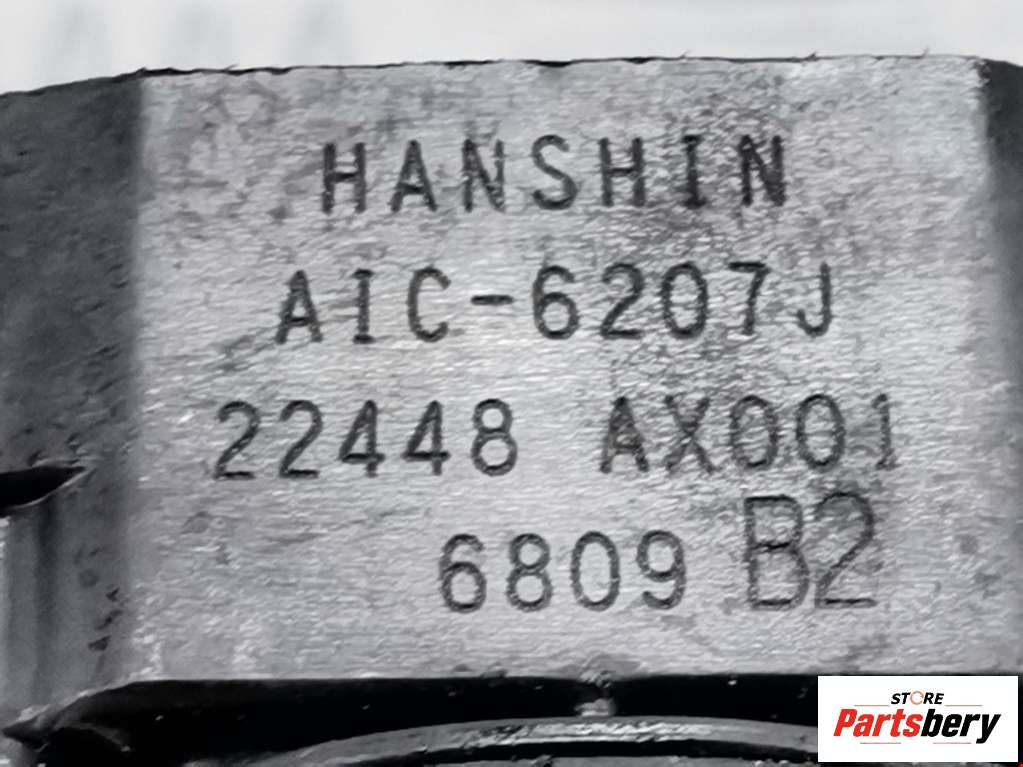 HANSHIN
AIC-6207J
22448 AX001
6809 B2
STORE
Partsbery